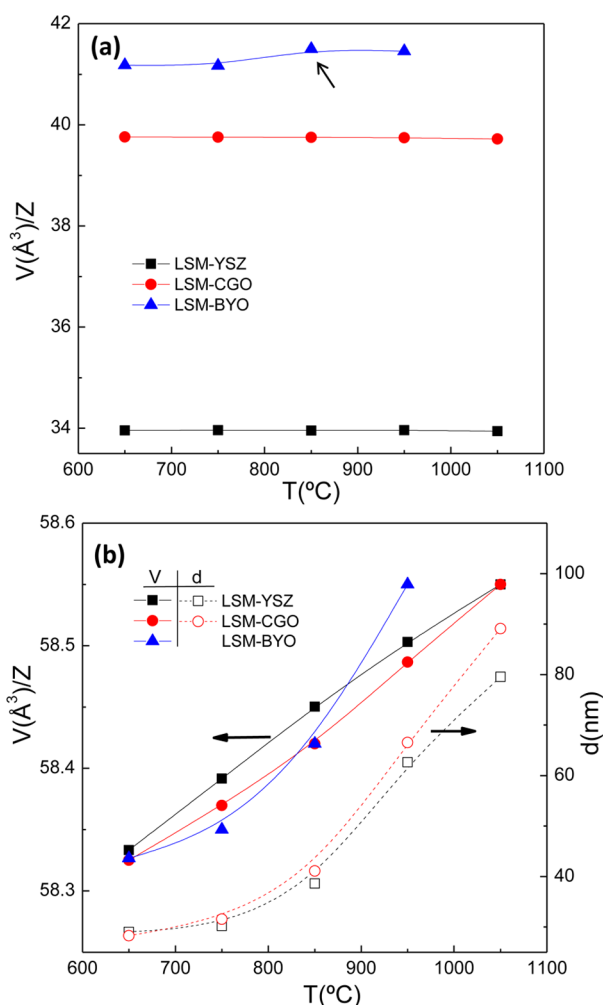 (a)
42
40
38
36
34
V(Å³)/Z
LSM-YSZ
LSM-CGO
LSM-BYO
600 700 800 900 1000 1100
T(ºC)
(b)
58.6
58.5
58.4
58.3
V(Å³)/Z
V d
LSM-YSZ
LSM-CGO
LSM-BYO
100
80
60
40
d(nm)
600 700 800 900 1000 1100
T(ºC)